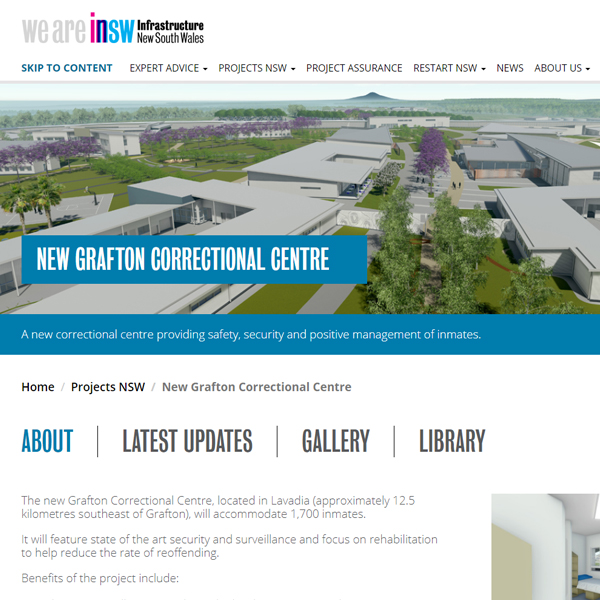 we are insw Infrastructure
New South Wales
SKIP TO CONTENT EXPERT ADVICE PROJECTS NSW PROJECT ASSURANCE RESTART NSW NEWS ABOUT US
NEW GRAFTON CORRECTIONAL CENTRE
A new correctional centre providing safety, security and positive management of inmates.
Home / Projects NSW / New Grafton Correctional Centre
ABOUT | LATEST UPDATES | GALLERY | LIBRARY
The new Grafton Correctional Centre, located in Lavadia (approximately 12.5
kilometres southeast of Grafton), will accommodate 1,700 inmates.
It will feature state of the art security and surveillance and focus on rehabilitation
to help reduce the rate of reoffending.
Benefits of the project include: